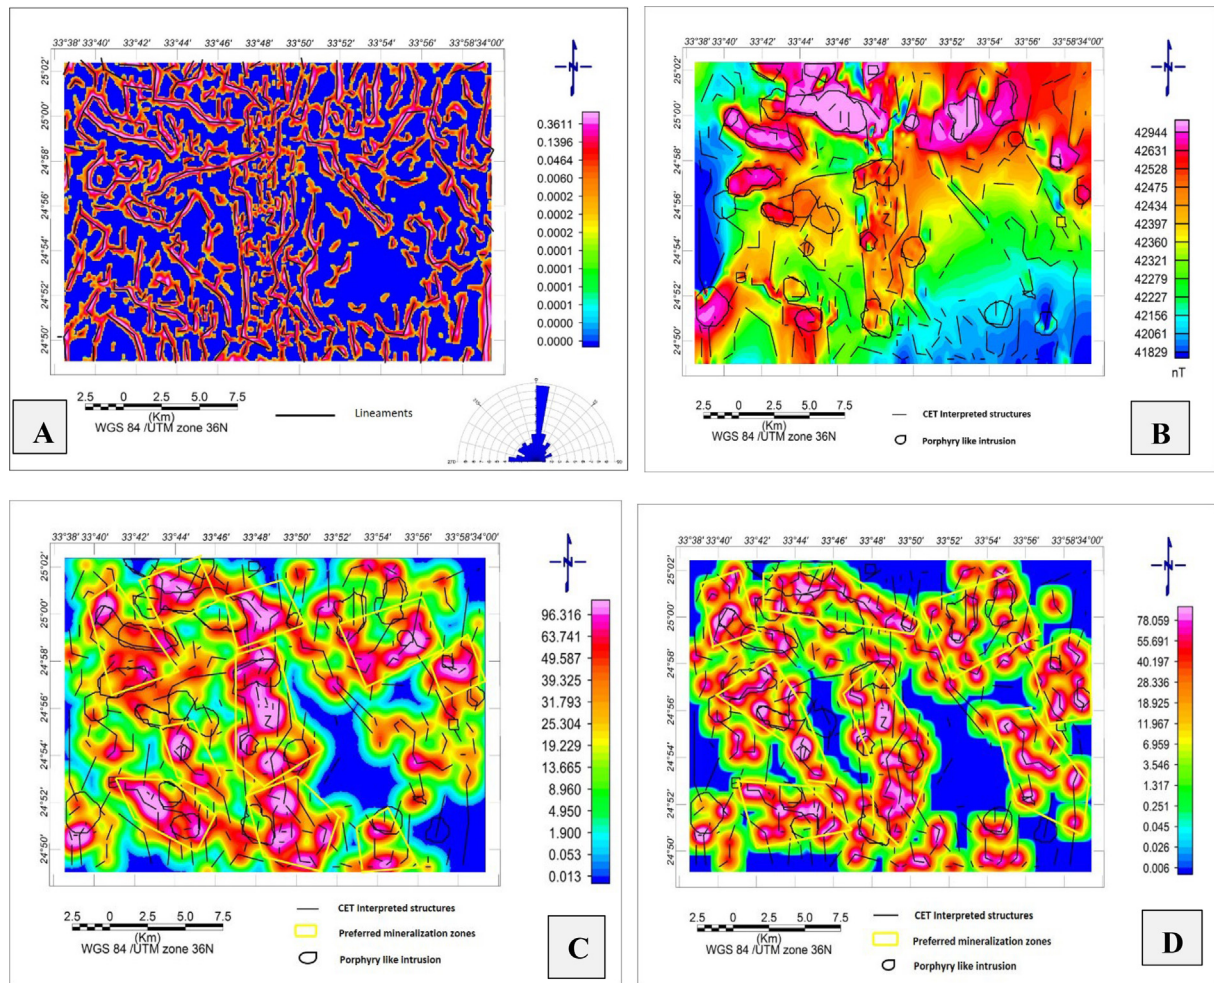 33°38' 33°40' 33°42' 33°44' 33°46' 33°48' 33°50' 33°52' 33°54' 33°56' 33°58' 34°00'
25°02'
25°00'
24°58'
24°56'
24°54'
24°52'
24°50'
N
0.3611
0.1396
0.0464
0.0060
0.0002
0.0002
0.0002
0.0001
0.0001
0.0001
0.0001
0.0000
0.0000
2.5 0 2.5 5.0 7.5
(Km)
WGS 84 /UTM zone 36N
Lineaments
A
33°38' 33°40' 33°42' 33°44' 33°46' 33°48' 33°50' 33°52' 33°54' 33°56' 33°58' 34°00'
25°02'
25°00'
24°58'
24°56'
24°54'
24°52'
24°50'
N
42944
42631
42528
42475
42434
42397
42360
42321
42279
42227
42156
42061
41829
nT
2.5 0 2.5 5.0 7.5
(Km)
WGS 84 /UTM zone 36N
CET Interpreted structures
Porphyry like intrusion
B
33°38' 33°40' 33°42' 33°44' 33°46' 33°48' 33°50' 33°52' 33°54' 33°56' 33°58' 34°00'
25°02'
25°00'
24°58'
24°56'
24°54'
24°52'
24°50'
N
96.316
63.741
49.587
39.325
31.793
25.304
19.229
13.665
8.960
4.950
1.900
0.053
0.013
2.5 0 2.5 5.0 7.5
(Km)
WGS 84 /UTM zone 36N
CET Interpreted structures
Preferred mineralization zones
Porphyry like intrusion
C
33°38' 33°40' 33°42' 33°44' 33°46' 33°48' 33°50' 33°52' 33°54' 33°56' 33°58' 34°00'
25°02'
25°00'
24°58'
24°56'
24°54'
24°52'
24°50'
N
78.059
55.691
40.197
28.336
18.925
11.967
6.959
3.546
1.317
0.251
0.045
0.026
0.006
2.5 0 2.5 5.0 7.5
(Km)
WGS 84 /UTM zone 36N
CET Interpreted structures
Preferred mineralization zones
Porphyry like intrusion
D